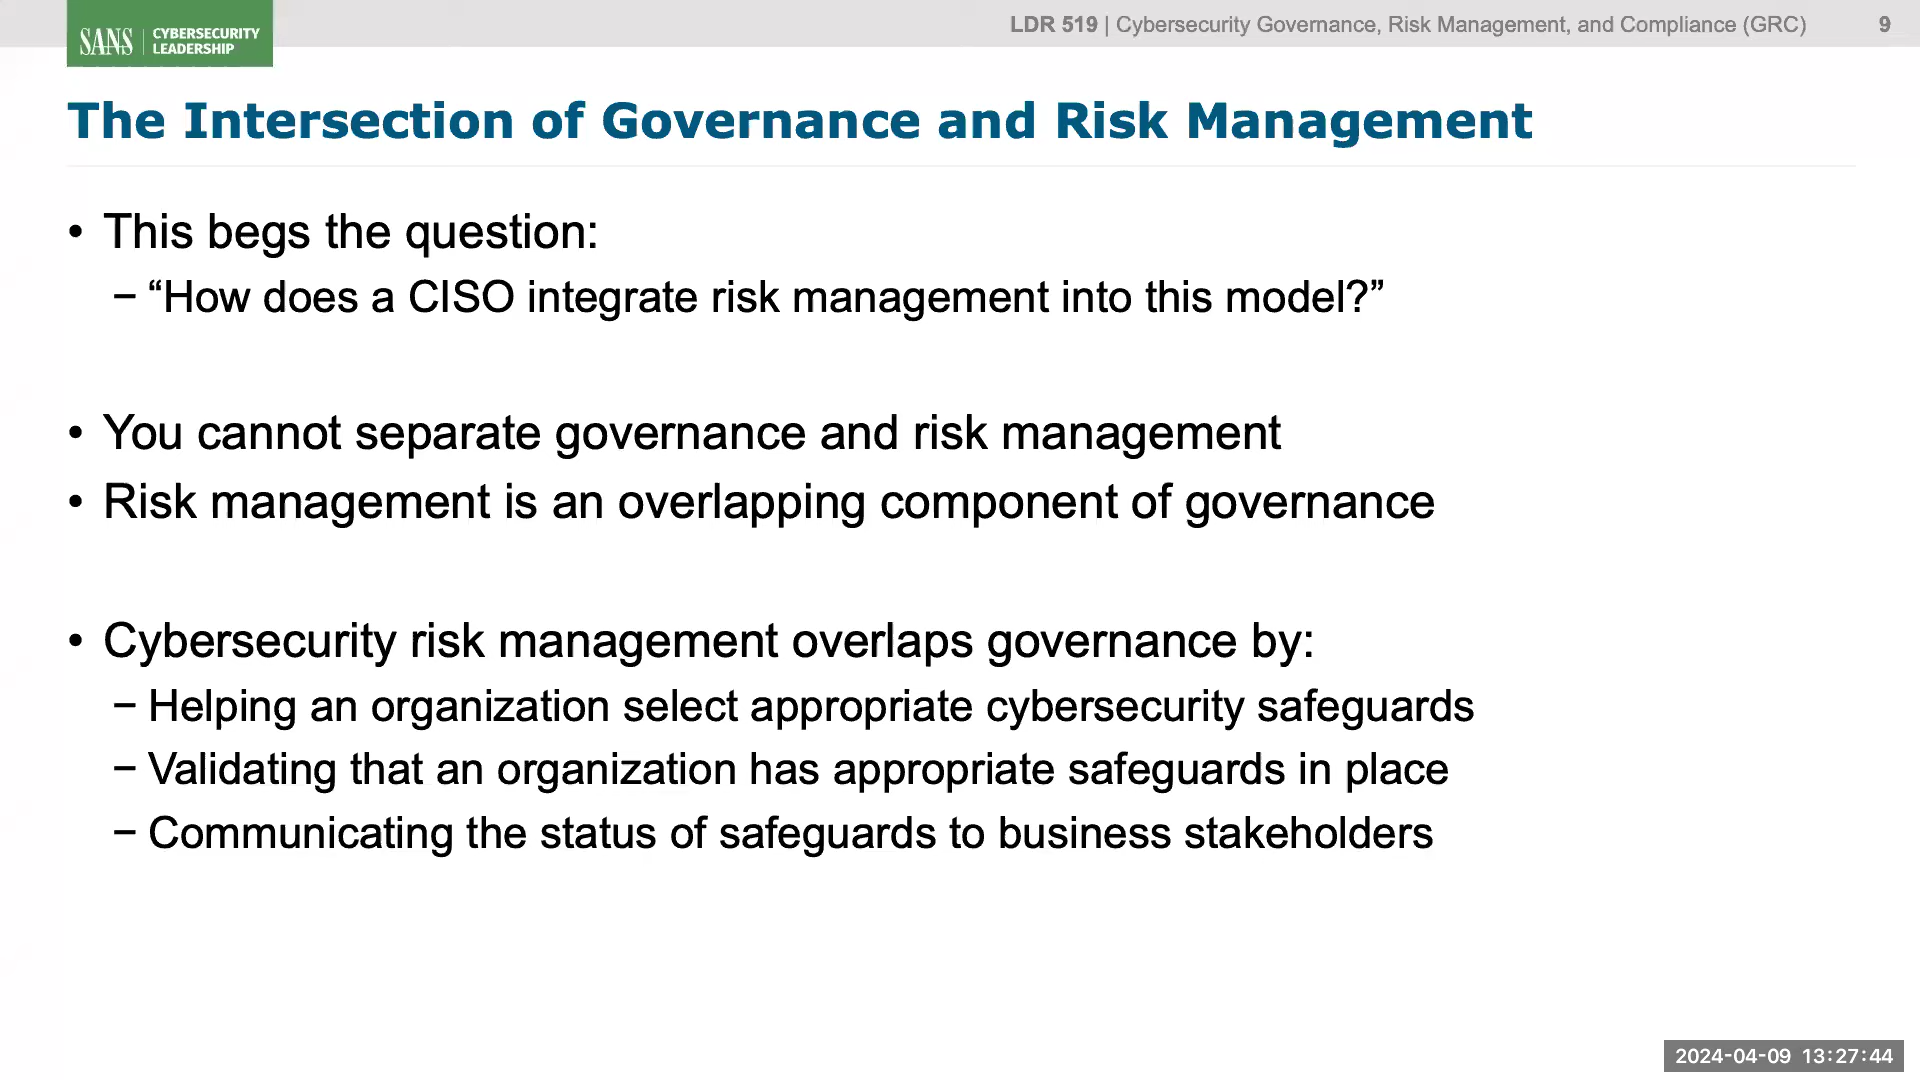 SANS | CYBERSECURITY LEADERSHIP
LDR 519 | Cybersecurity Governance, Risk Management, and Compliance (GRC)
9
The Intersection of Governance and Risk Management
• This begs the question:
– “How does a CISO integrate risk management into this model?”
• You cannot separate governance and risk management
• Risk management is an overlapping component of governance
• Cybersecurity risk management overlaps governance by:
– Helping an organization select appropriate cybersecurity safeguards
– Validating that an organization has appropriate safeguards in place
– Communicating the status of safeguards to business stakeholders
2024-04-09 13:27:44